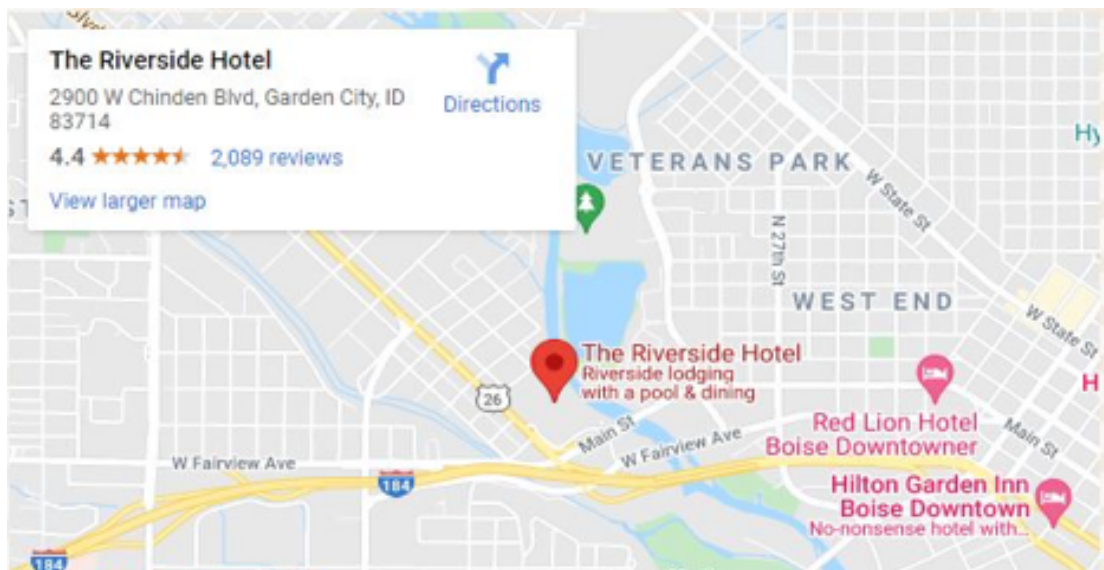 The Riverside Hotel
2900 W Chinden Blvd, Garden City, ID
83714
4.4
2,089 reviews
View larger map
Directions
VETERANS PARK
W State St
N 27th St
WEST END
W State St
The Riverside Hotel
Riverside lodging
with a pool & dining
26
Red Lion Hotel
Boise Downtowner
Main St
Main St
W Fairview Ave
W Fairview Ave
184
Hilton Garden Inn
Boise Downtown
No-nonsense hotel with...
184
Hy
H